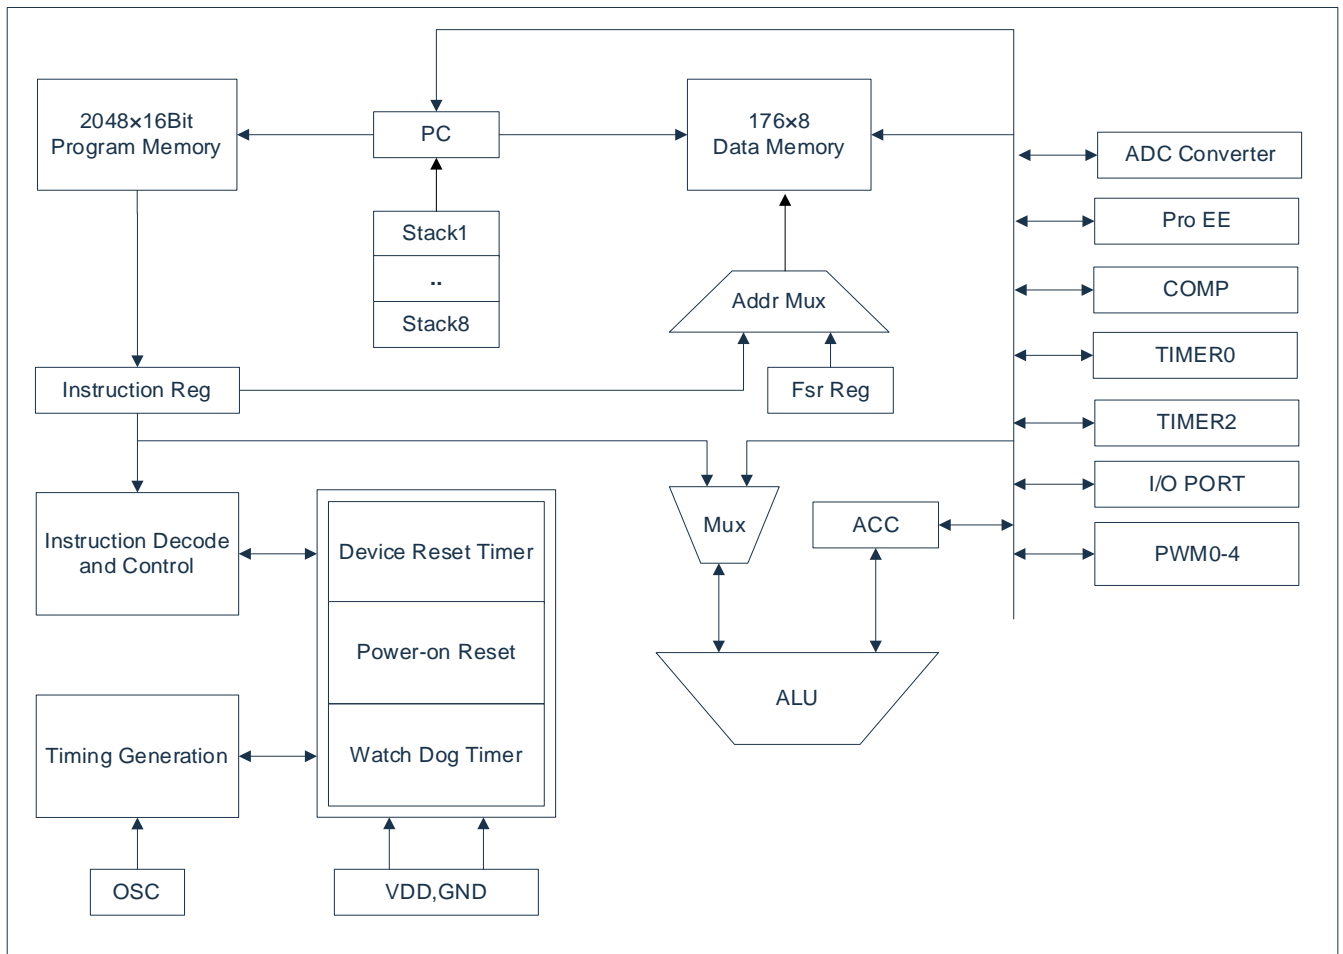 2048×16Bit
Program Memory
PC
176×8
Data Memory
ADC Converter
Pro EE
Stack1
..
Stack8
Addr Mux
COMP
TIMER0
Instruction Reg
Fsr Reg
TIMER2
I/O PORT
Instruction Decode
and Control
Device Reset Timer
Mux
ACC
PWM0-4
Power-on Reset
ALU
Timing Generation
Watch Dog Timer
OSC
VDD,GND